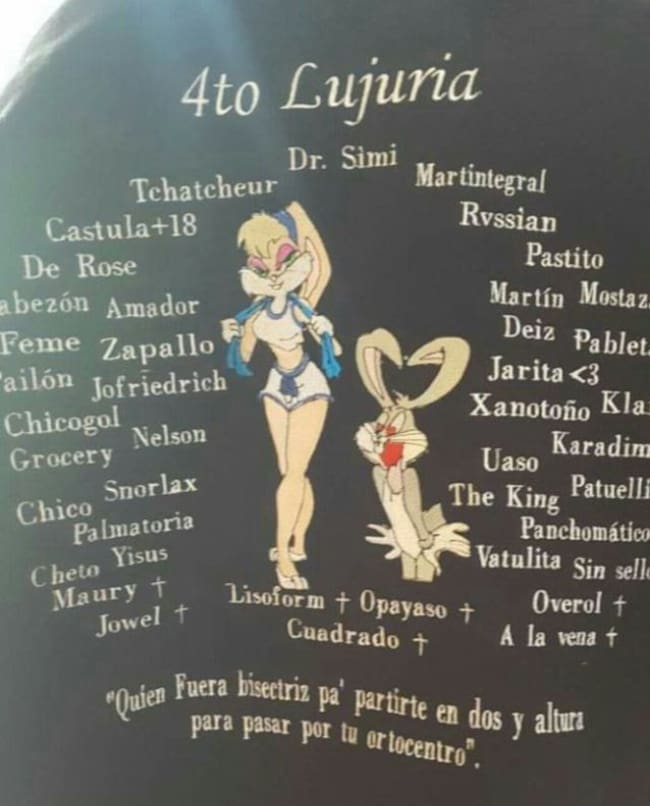 4to Lujuria
Dr. Simi
Tchatcheur
Martintegral
Castula+18
Rvssian
De Rose
Pastito
Amador
Martín
Feme Zapallo
Deiz
Jofriedrich
Jarita <3
Chicogol
Xanotoño
Grocery Nelson
Uaso
Chico Snorlax
The King Patuelli
Palmatoria
Panchomático
Cheto Yisus
Vatulita Sin
Maury †
Lisoform † Opayaso †
Overol †
Jowel †
Cuadrado †
A la vena †
"Quien Fuera bisectriz pa' partirte en dos y altura
para pasar por tu ortocentro".